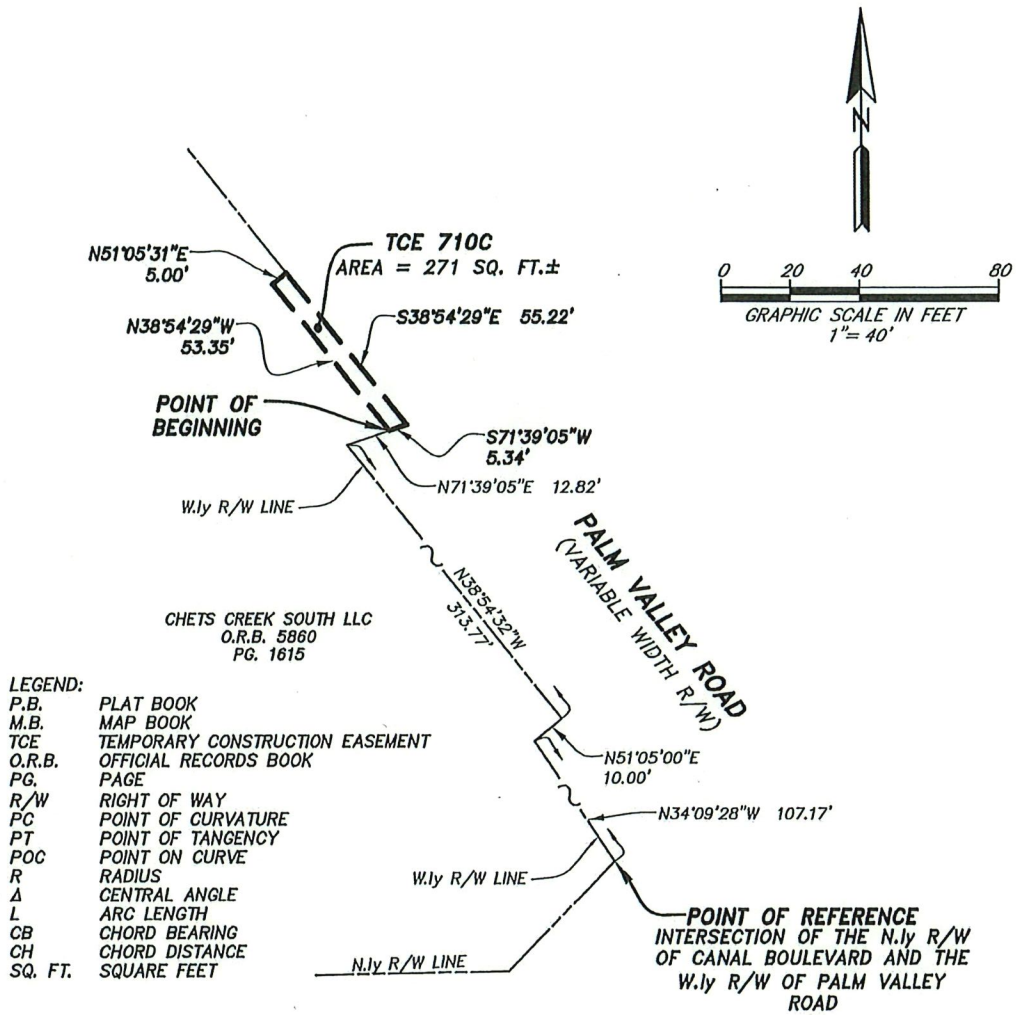 N
0 20 40 80
GRAPHIC SCALE IN FEET
1"= 40'
N51°05'31"E
5.00'
TCE 710C
AREA = 271 SQ. FT.±
N38°54'29"W
53.35'
S38°54'29"E 55.22'
POINT OF
BEGINNING
S71°39'05"W
5.34'
N71°39'05"E 12.82'
W.ly R/W LINE
PALM VALLEY ROAD
(VARIABLE WIDTH R/W)
N38°54'32"W
313.77'
CHETS CREEK SOUTH LLC
O.R.B. 5860
PG. 1615
LEGEND:
P.B. PLAT BOOK
M.B. MAP BOOK
TCE TEMPORARY CONSTRUCTION EASEMENT
O.R.B. OFFICIAL RECORDS BOOK
PG. PAGE
R/W RIGHT OF WAY
PC POINT OF CURVATURE
PT POINT OF TANGENCY
POC POINT ON CURVE
R RADIUS
Δ CENTRAL ANGLE
L ARC LENGTH
CB CHORD BEARING
CH CHORD DISTANCE
SQ. FT. SQUARE FEET
N51°05'00"E
10.00'
N34°09'28"W 107.17'
W.ly R/W LINE
N.ly R/W LINE
POINT OF REFERENCE
INTERSECTION OF THE N.ly R/W
OF CANAL BOULEVARD AND THE
W.ly R/W OF PALM VALLEY
ROAD